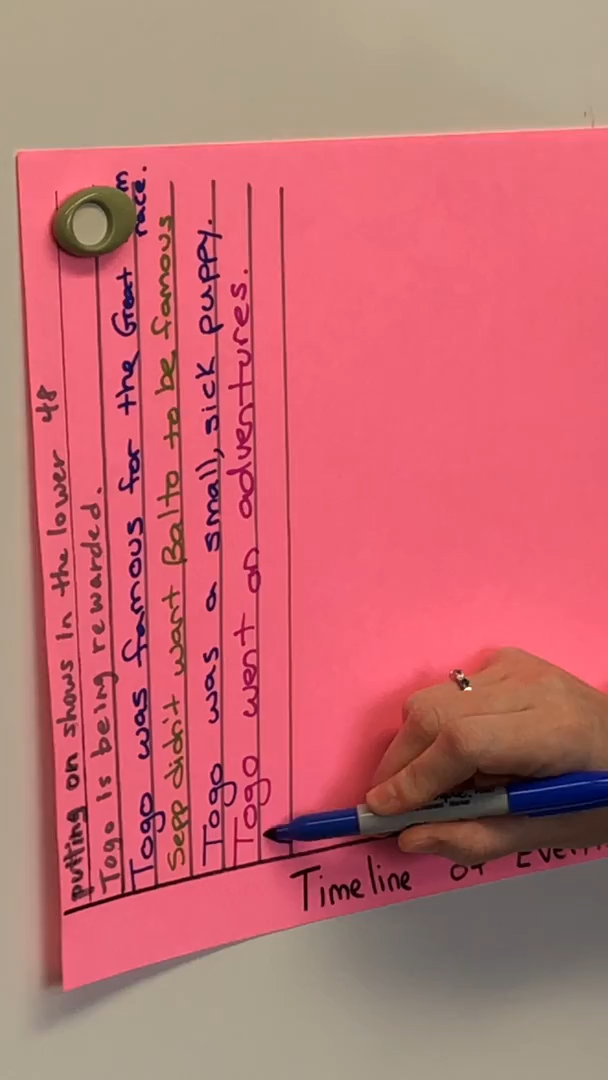 putting on shows in the lower 48
Togo is being rewarded.
Togo was famous for the Great race.
Sepp didn't want Balto to be famous
Togo was a small, sick puppy.
Togo went on adventures.
Timeline of